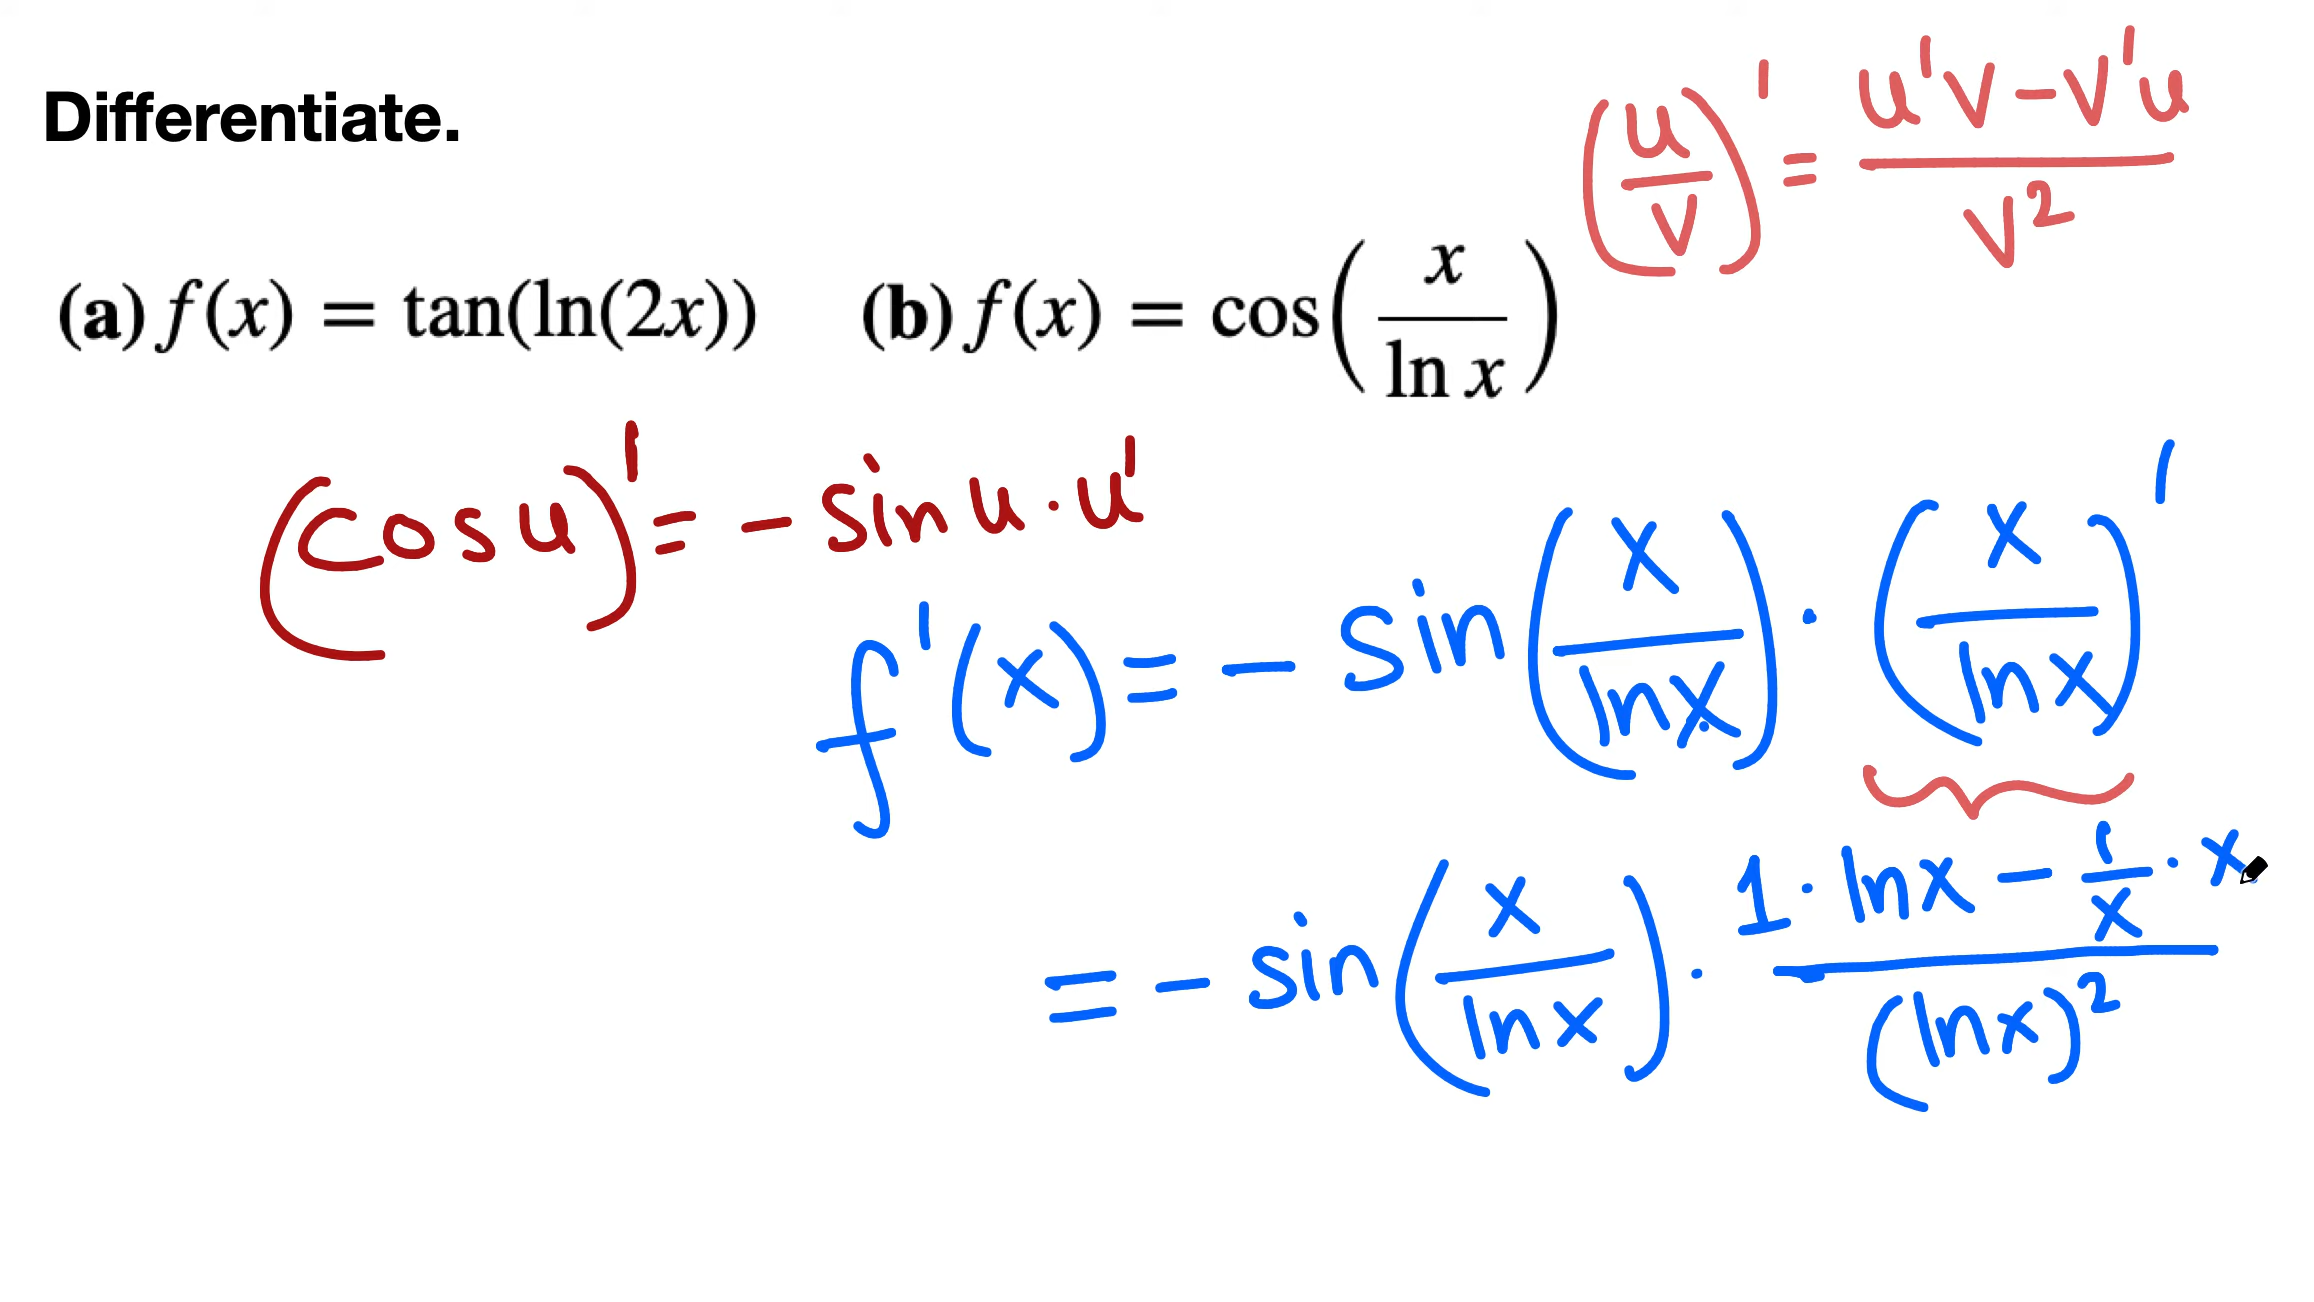 Differentiate.
(u/v)' = (u'v - v'u)/v²
(a) f(x) = tan(ln(2x)) (b) f(x) = cos(x/ln x)
(cos u)' = - sin u · u'
f'(x) = - sin(x/lnx) · (x/lnx)'
= - sin(x/lnx) · (1 · lnx - 1/x · x)/(lnx)²